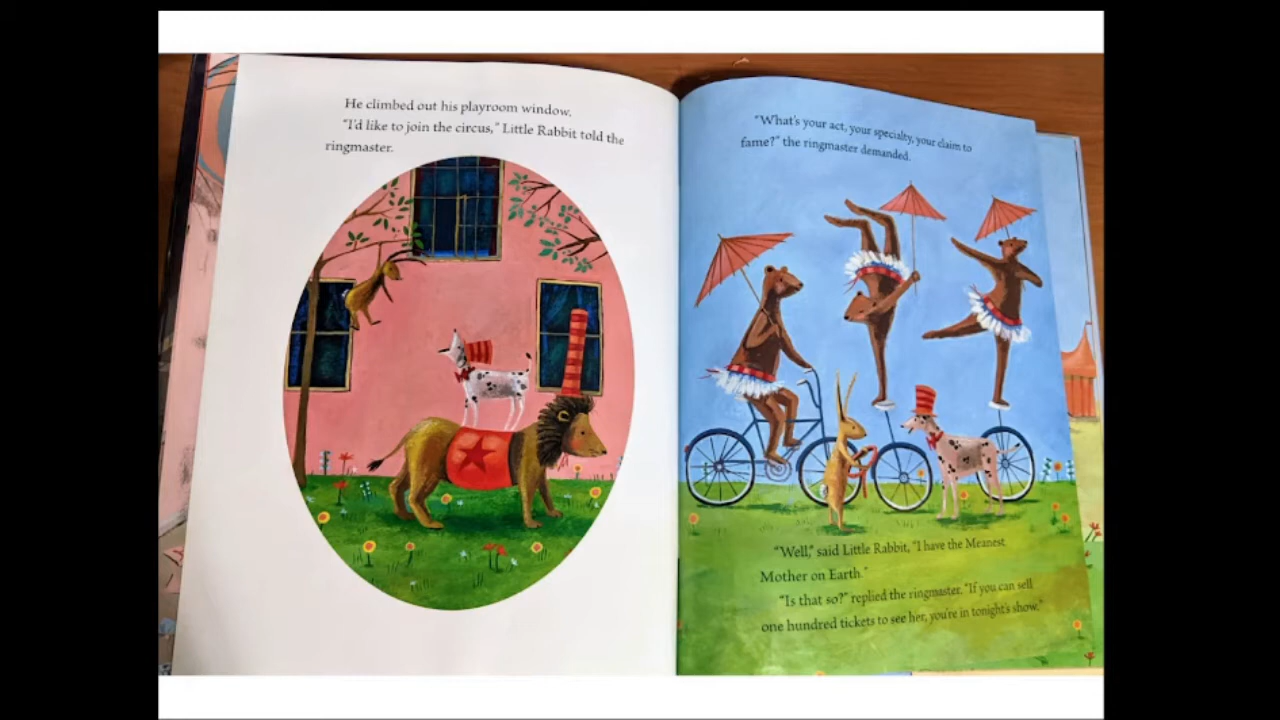 He climbed out his playroom window.
"I'd like to join the circus," Little Rabbit told the
ringmaster.
"What's your act, your specialty, your claim to
fame?" the ringmaster demanded.
"Well," said Little Rabbit, "I have the Meanest
Mother on Earth."
"Is that so?" replied the ringmaster. "If you can sell
one hundred tickets to see her, you're in tonight's show."